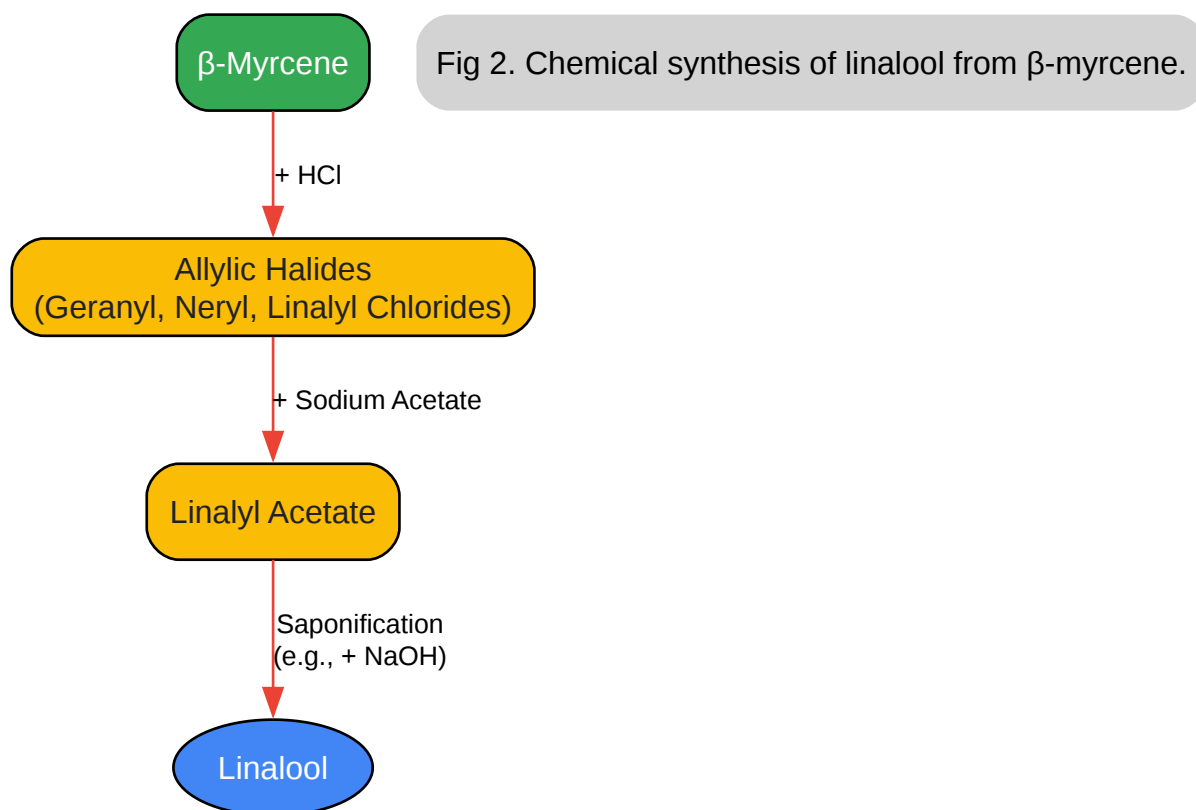 β-Myrcene
Fig 2. Chemical synthesis of linalool from β-myrcene.
+ HCl
Allylic Halides
(Geranyl, Neryl, Linalyl Chlorides)
+ Sodium Acetate
Linalyl Acetate
Saponification
(e.g., + NaOH)
Linalool